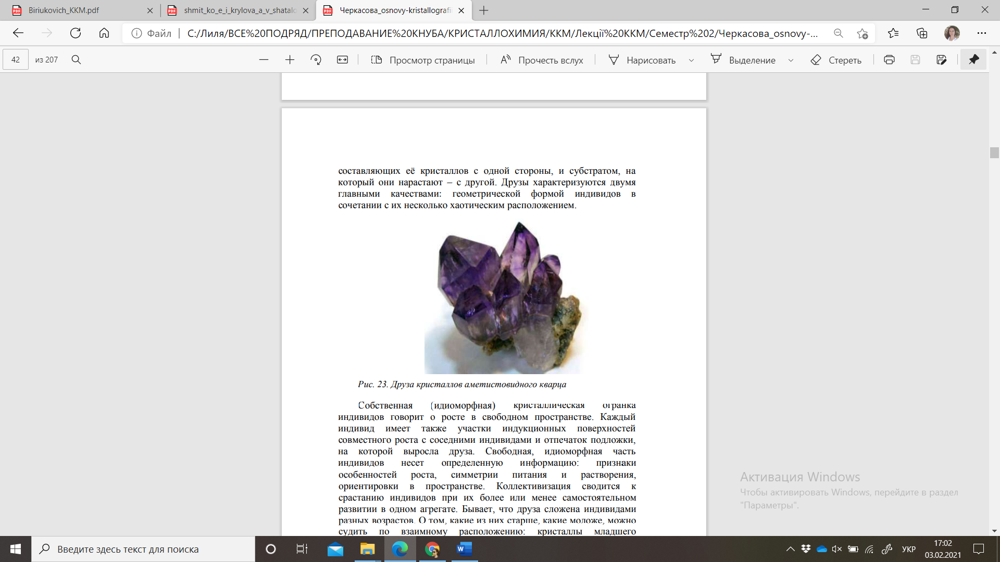 Biriukovich_KKM.pdf
shmit_ko_e_i_krylova_a_v_shatalo
Черкасова_osnovy-kristallografii
Файл
C:/Лиля/ВСЕ%20ПОДРЯД/ПРЕПОДАВАНИЕ%20КНУБА/КРИСТАЛЛОХИМИЯ/ККМ/Лекції%20ККМ/Семестр%202/Черкасова_osnovy-...
42 из 207
Просмотр страницы
Прочесть вслух
Нарисовать
Выделение
Стереть
составляющих её кристаллов с одной стороны, и субстратом, на
который они нарастают – с другой. Друзы характеризуются двумя
главными качествами: геометрической формой индивидов в
сочетании с их несколько хаотическим расположением.
Рис. 23. Друза кристаллов аметистовидного кварца
Собственная (идиоморфная) кристаллическая огранка
индивидов говорит о росте в свободном пространстве. Каждый
индивид имеет также участки индукционных поверхностей
совместного роста с соседними индивидами и отпечаток подложки,
на которой выросла друза. Свободная, идиоморфная часть
индивидов несет определенную информацию: признаки
особенностей роста, симметрии питания и растворения,
ориентировки в пространстве. Коллективизация сводится к
срастанию индивидов при их более или менее самостоятельном
развитии в одном агрегате. Бывает, что друза сложена индивидами
разных возрастов. О том, какие из них старше, какие моложе, можно
судить по взаимному расположению: кристаллы младшего
Активация Windows
Чтобы активировать Windows, перейдите в раздел
"Параметры".
Введите здесь текст для поиска
УКР
17:02
03.02.2021